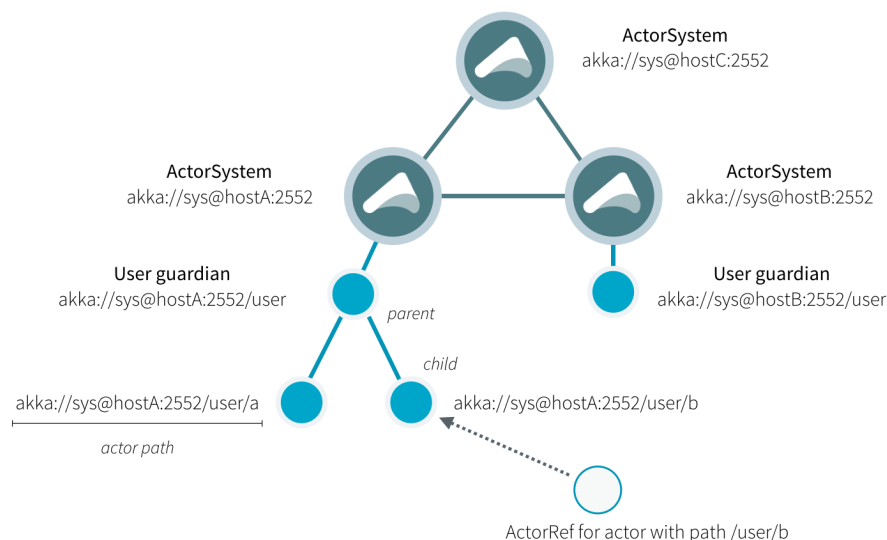 ActorSystem
akka://sys@hostC:2552
ActorSystem
akka://sys@hostA:2552
ActorSystem
akka://sys@hostB:2552
User guardian
akka://sys@hostA:2552/user
User guardian
akka://sys@hostB:2552/user
parent
child
akka://sys@hostA:2552/user/a
akka://sys@hostA:2552/user/b
actor path
ActorRef for actor with path /user/b